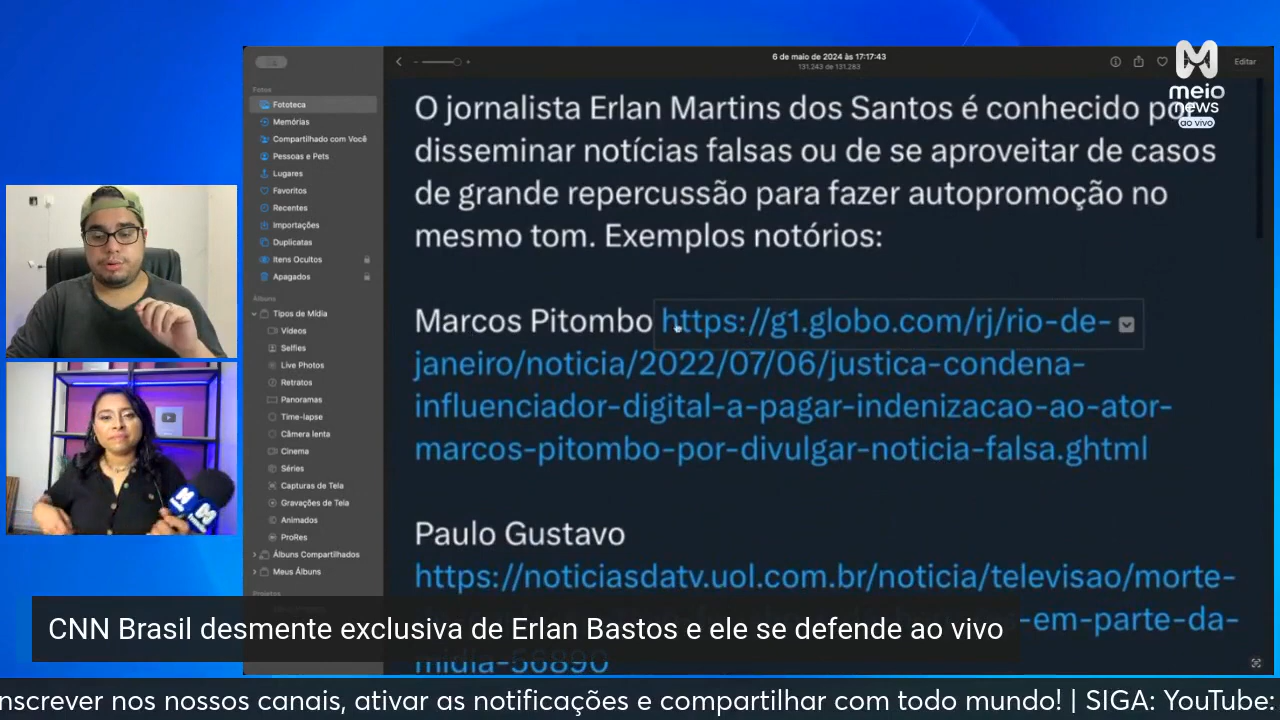 6 de maio de 2024 às 17:17:43
131.243 de 131.283
Editar
meio
news
ao vivo
Fotos
Fototeca
Memórias
Compartilhado com Você
Pessoas e Pets
Lugares
Favoritos
Recentes
Importações
Duplicatas
Itens Ocultos
Apagados
Álbuns
Tipos de Mídia
Vídeos
Selfies
Live Photos
Retratos
Panoramas
Time-lapse
Câmera lenta
Cinema
Séries
Capturas de Tela
Gravações de Tela
Animados
ProRes
Álbuns Compartilhados
Meus Álbuns
Projetos
O jornalista Erlan Martins dos Santos é conhecido por
disseminar notícias falsas ou de se aproveitar de casos
de grande repercussão para fazer autopromoção no
mesmo tom. Exemplos notórios:
Marcos Pitombo https://g1.globo.com/rj/rio-de-
janeiro/noticia/2022/07/06/justica-condena-
influenciador-digital-a-pagar-indenizacao-ao-ator-
marcos-pitombo-por-divulgar-noticia-falsa.ghtml
Paulo Gustavo
https://noticiasdatv.uol.com.br/noticia/televisao/morte-
-em-parte-da-
midia-56890
CNN Brasil desmente exclusiva de Erlan Bastos e ele se defende ao vivo
nscrever nos nossos canais, ativar as notificações e compartilhar com todo mundo! | SIGA: YouTube: